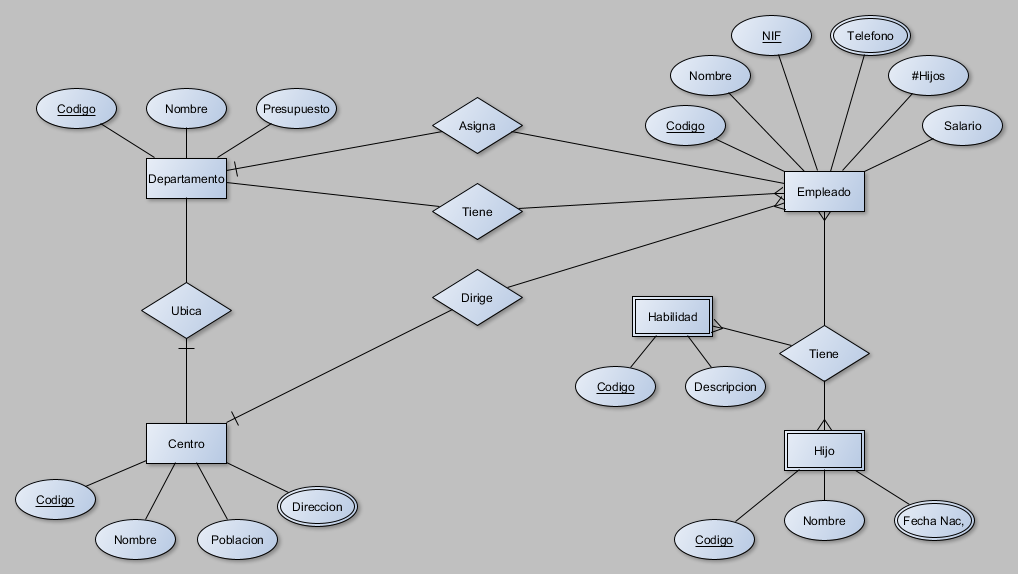 NIF
Telefono
Nombre
#Hijos
Codigo
Nombre
Presupuesto
Asigna
Codigo
Salario
Departamento
Empleado
Tiene
Dirige
Ubica
Habilidad
Tiene
Codigo
Descripcion
Centro
Hijo
Codigo
Direccion
Nombre
Poblacion
Codigo
Nombre
Fecha Nac,